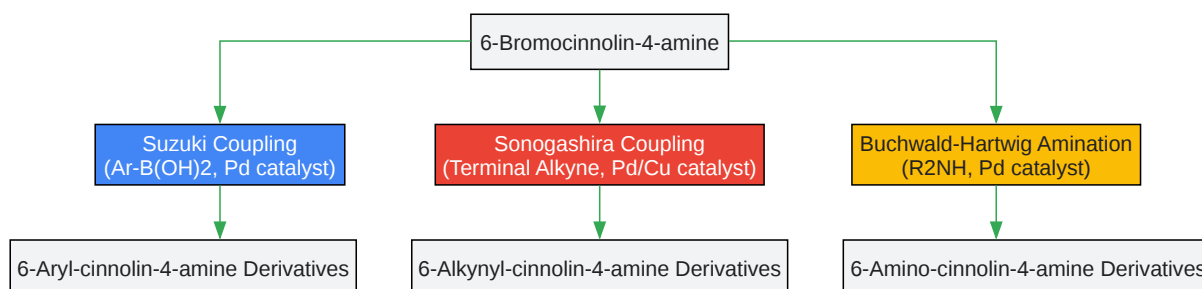 6-Bromocinnolin-4-amine
Suzuki Coupling
(Ar-B(OH)2, Pd catalyst)
Sonogashira Coupling
(Terminal Alkyne, Pd/Cu catalyst)
Buchwald-Hartwig Amination
(R2NH, Pd catalyst)
6-Aryl-cinnolin-4-amine Derivatives
6-Alkynyl-cinnolin-4-amine Derivatives
6-Amino-cinnolin-4-amine Derivatives